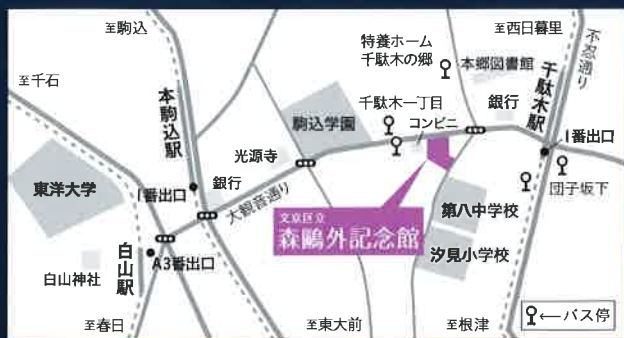 至駒込
至西日暮里
不忍通り
特養ホーム
千駄木の郷
本郷図書館
至千石
本駒込駅
千駄木一丁目
銀行
千駄木駅
駒込学園
コンビニ
1番出口
光源寺
東洋大学
1番出口
銀行
大観音通り
団子坂下
文京区立
森鷗外記念館
第八中学校
汐見小学校
白山駅
A3番出口
白山神社
至春日
至東大前
至根津
←バス停